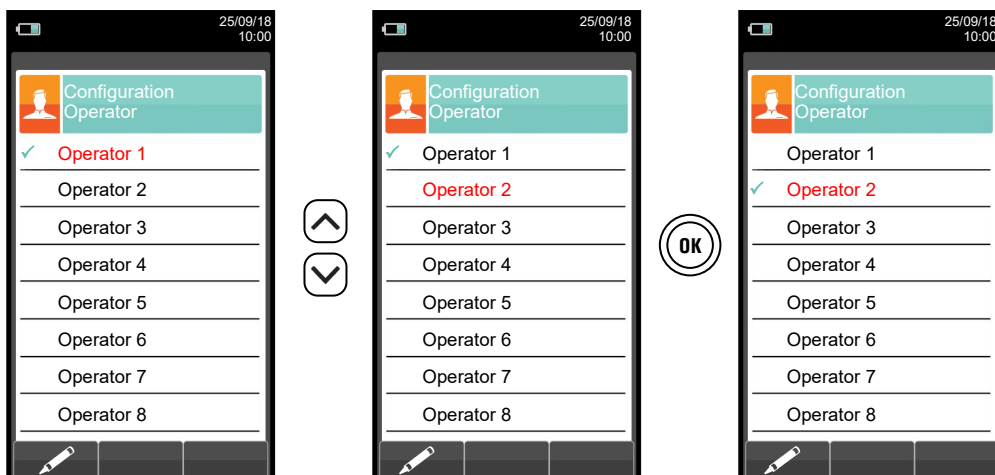 25/09/18
10:00
Configuration
Operator
Operator 1
Operator 2
Operator 3
Operator 4
Operator 5
Operator 6
Operator 7
Operator 8
25/09/18
10:00
Configuration
Operator
Operator 1
Operator 2
Operator 3
Operator 4
Operator 5
Operator 6
Operator 7
Operator 8
OK
25/09/18
10:00
Configuration
Operator
Operator 1
Operator 2
Operator 3
Operator 4
Operator 5
Operator 6
Operator 7
Operator 8